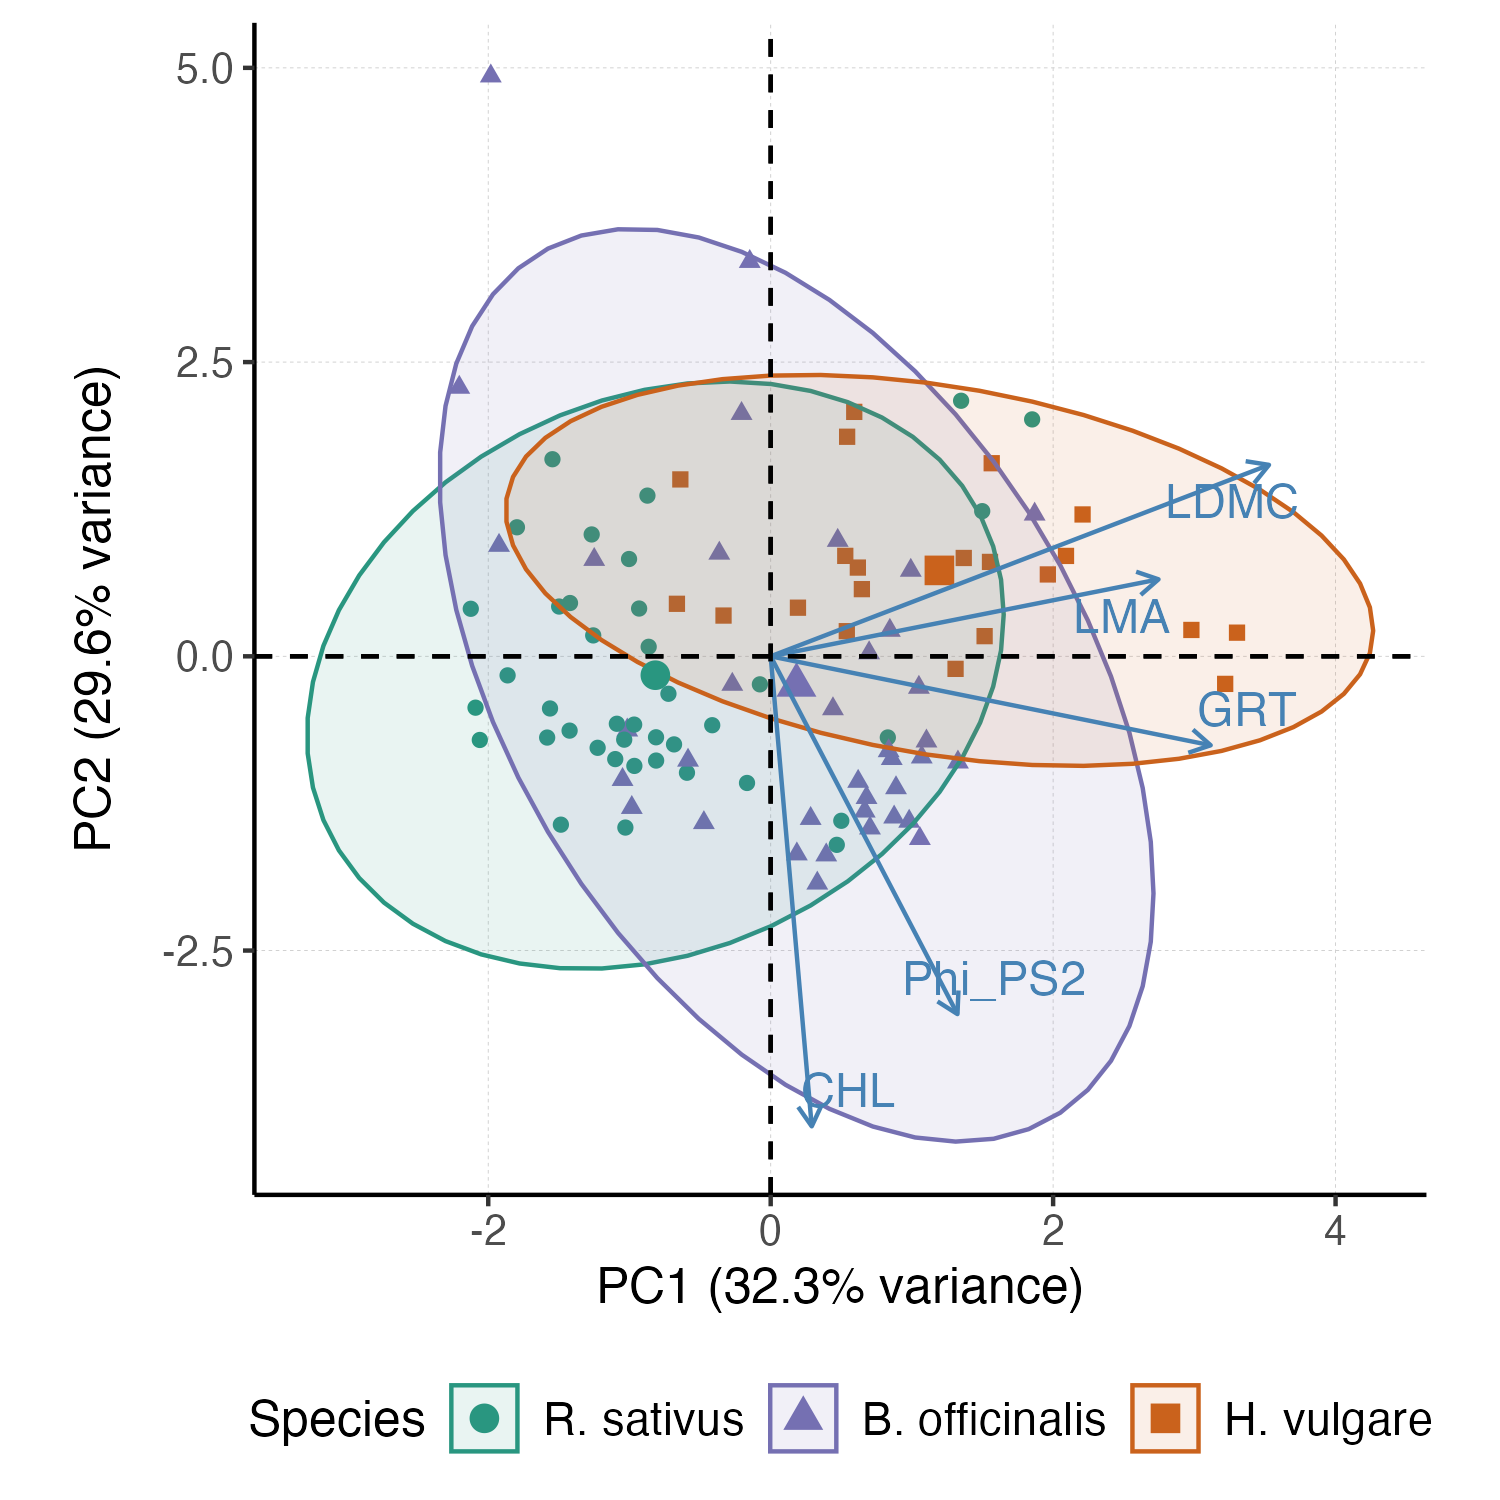 5.0
2.5
0.0
-2.5
PC2 (29.6% variance)
LDMC
LMA
GRT
Phi_PS2
CHL
-2 0 2 4
PC1 (32.3% variance)
Species R. sativus B. officinalis H. vulgare